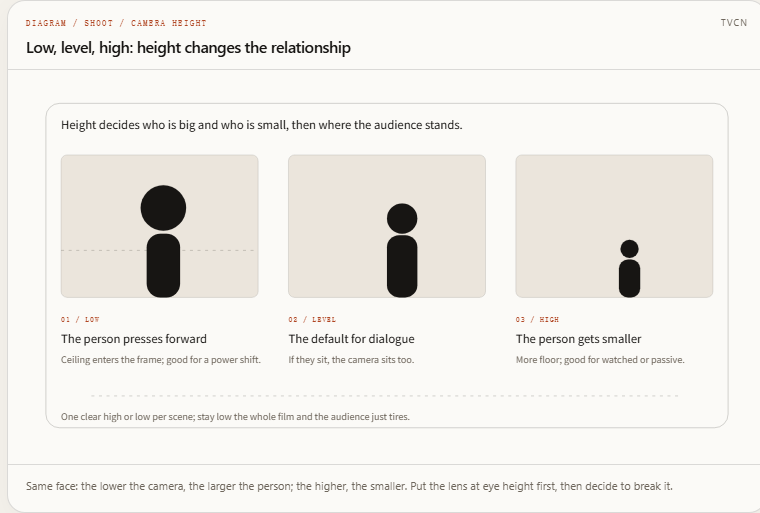 DIAGRAM / SHOOT / CAMERA HEIGHT
TVCN
Low, level, high: height changes the relationship
Height decides who is big and who is small, then where the audience stands.
01 / LOW
The person presses forward
Ceiling enters the frame; good for a power shift.
02 / LEVEL
The default for dialogue
If they sit, the camera sits too.
03 / HIGH
The person gets smaller
More floor; good for watched or passive.
One clear high or low per scene; stay low the whole film and the audience just tires.
Same face: the lower the camera, the larger the person; the higher, the smaller. Put the lens at eye height first, then decide to break it.